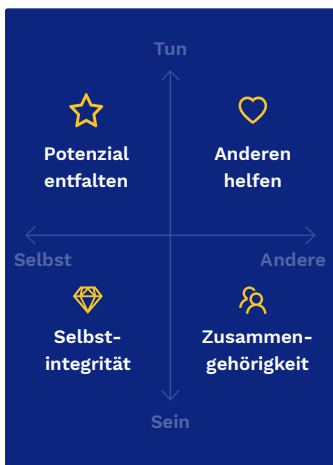 Tun
Potenzial
entfalten
Anderen
helfen
Selbst
Andere
Selbst-
integrität
Zusammen-
gehörigkeit
Sein